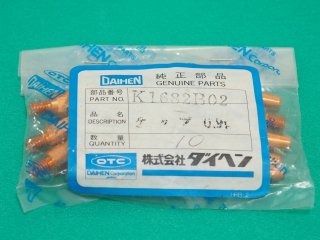 DAIHEN 純正部品
GENUINE PARTS
部品番号
PART NO. K1682B02
品名
DESCRIPTION チップ 0.9t
数量
QUANTITY 10
OTC 株式会社ダイヘン
DAIHEN Corporation